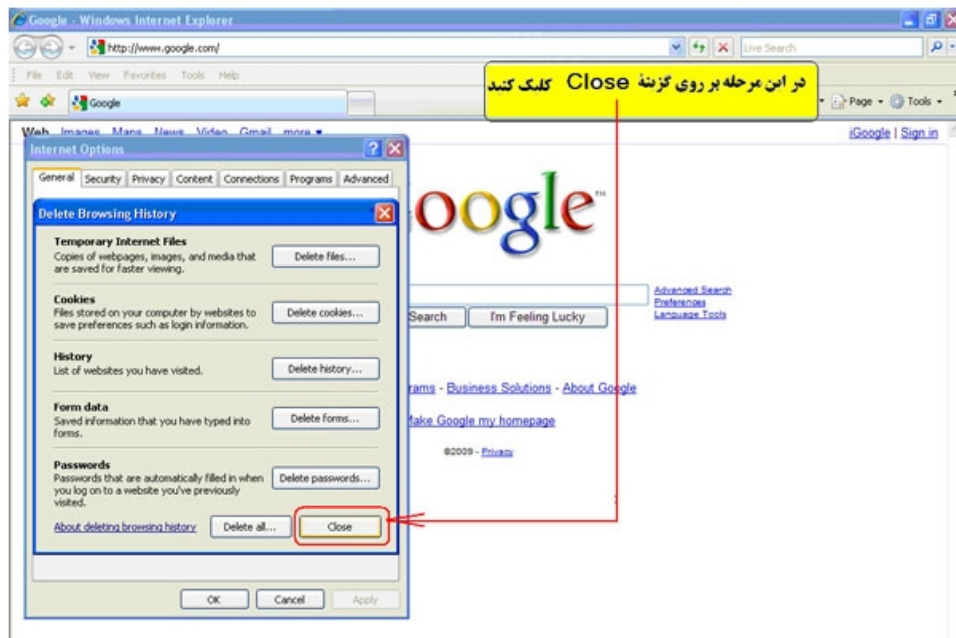 Google - Windows Internet Explorer
http://www.google.com/
Live Search
File Edit View Favorites Tools Help
در این مرحله بر روی گزینهٔ Close کلیک کنید
Google
Page
Tools
Web Images Maps News Video Gmail more ▼
iGoogle | Sign in
Internet Options
General Security Privacy Content Connections Programs Advanced
oogle™
Delete Browsing History
Temporary Internet Files
Copies of webpages, images, and media that
are saved for faster viewing.
Delete files...
Advanced Search
Preferences
Language Tools
Cookies
Files stored on your computer by websites to
save preferences such as login information.
Delete cookies...
Search
I'm Feeling Lucky
History
List of websites you have visited.
Delete history...
rams - Business Solutions - About Google
Form data
Saved information that you have typed into
forms.
Delete forms...
Make Google my homepage
©2009 - Privacy
Passwords
Passwords that are automatically filled in when
you log on to a website you've previously
visited.
Delete passwords...
About deleting browsing history
Delete all...
Close
OK
Cancel
Apply